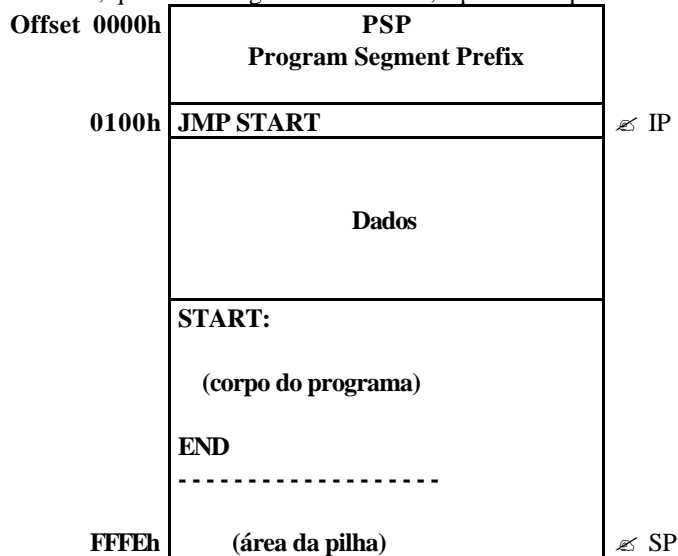 Offset 0000h PSP
Program Segment Prefix
0100h JMP START IP
Dados
START:
(corpo do programa)
END
- - - - - - - - - - - - - - - - - - -
FFFEh (área da pilha) SP